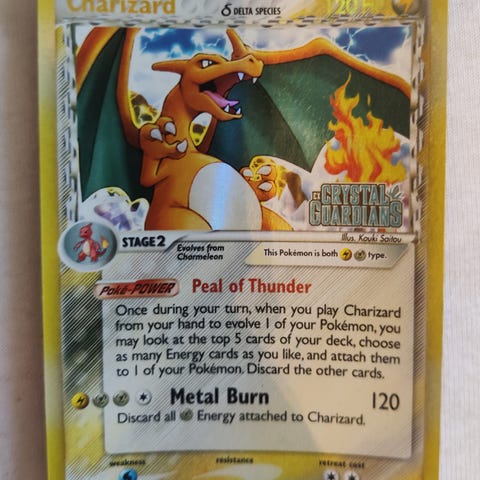 Charizard 120 HP
δ DELTA SPECIES
EX
CRYSTAL
GUARDIANS
Illus. Kouki Saitou
STAGE 2
Evolves from
Charmeleon
This Pokémon is both type.
Poké-POWER Peal of Thunder
Once during your turn, when you play Charizard
from your hand to evolve 1 of your Pokémon, you
may look at the top 5 cards of your deck, choose
as many Energy cards as you like, and attach them
to 1 of your Pokémon. Discard the other cards.
Metal Burn 120
Discard all Energy attached to Charizard.
weakness resistance retreat cost